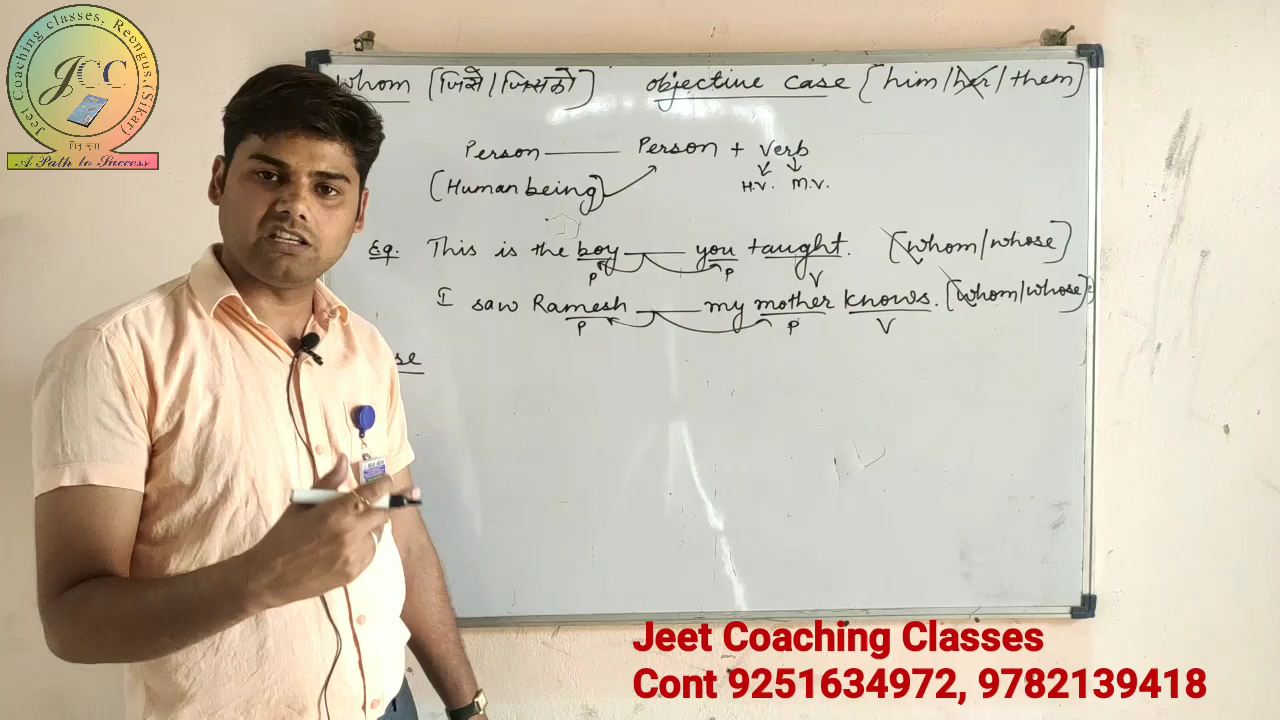 Jeet Coaching classes, Reengus.(Sikar)
JCC
A Path to Success
whom (जिसे/जिसको) objective case (him/her/them)
Person ——— Person + Verb
(Human being) H.V. M.V.
Eg. This is the boy ——— you taught. (whom/whose)
P P V
I saw Ramesh ——— my mother knows. (whom/whose)
P P V
se
Jeet Coaching Classes
Cont 9251634972, 9782139418